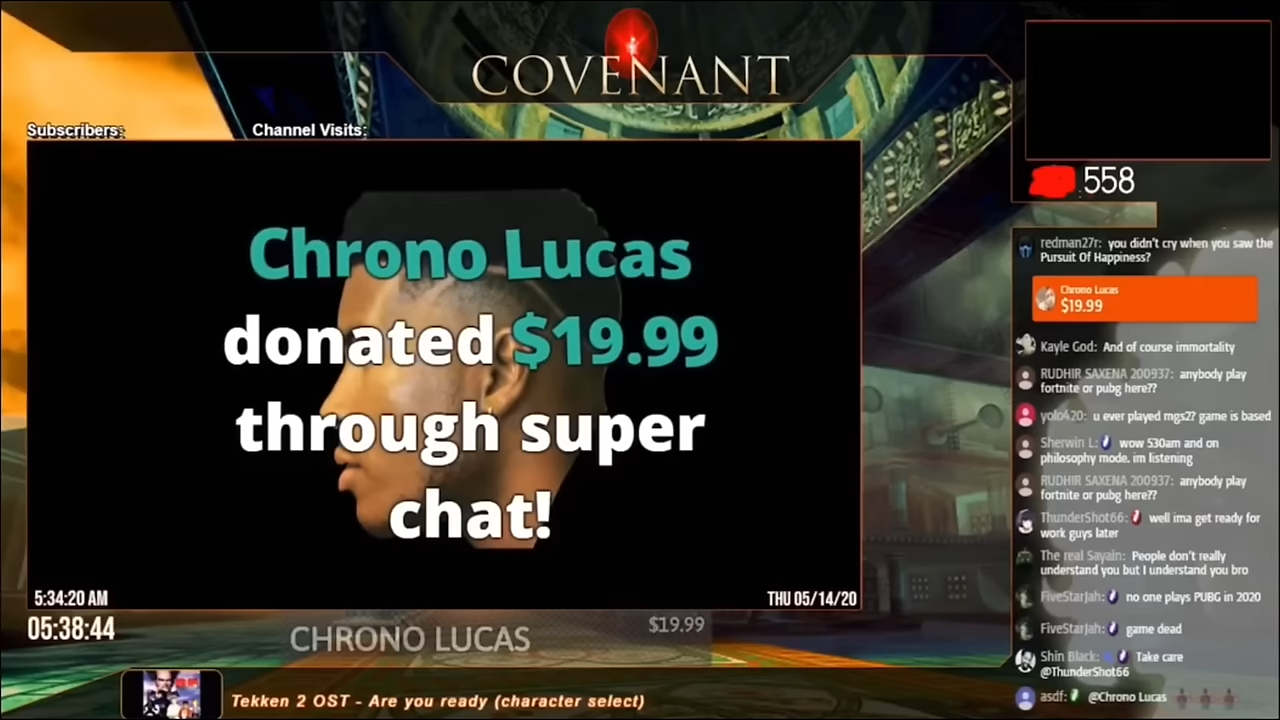 COVENANT
Subscribers:
Channel Visits:
558
Chrono Lucas
donated $19.99
through super
chat!
5:34:20 AM
THU 05/14/20
05:38:44
CHRONO LUCAS
$19.99
Tekken 2 OST - Are you ready (character select)
redman27r: you didn't cry when you saw the
Pursuit Of Happiness?
Chrono Lucas
$19.99
Kayle God: And of course immortality
RUDHIR SAXENA 200937: anybody play
fortnite or pubg here??
yolo420: u ever played mgs2? game is based
Sherwin L: wow 530am and on
philosophy mode. im listening
RUDHIR SAXENA 200937: anybody play
fortnite or pubg here??
ThunderShot66: well ima get ready for
work guys later
The real Sayain: People don't really
understand you but I understand you bro
FiveStarJah: no one plays PUBG in 2020
FiveStarJah: game dead
Shin Black: Take care
@ThunderShot66
asdf: @Chrono Lucas